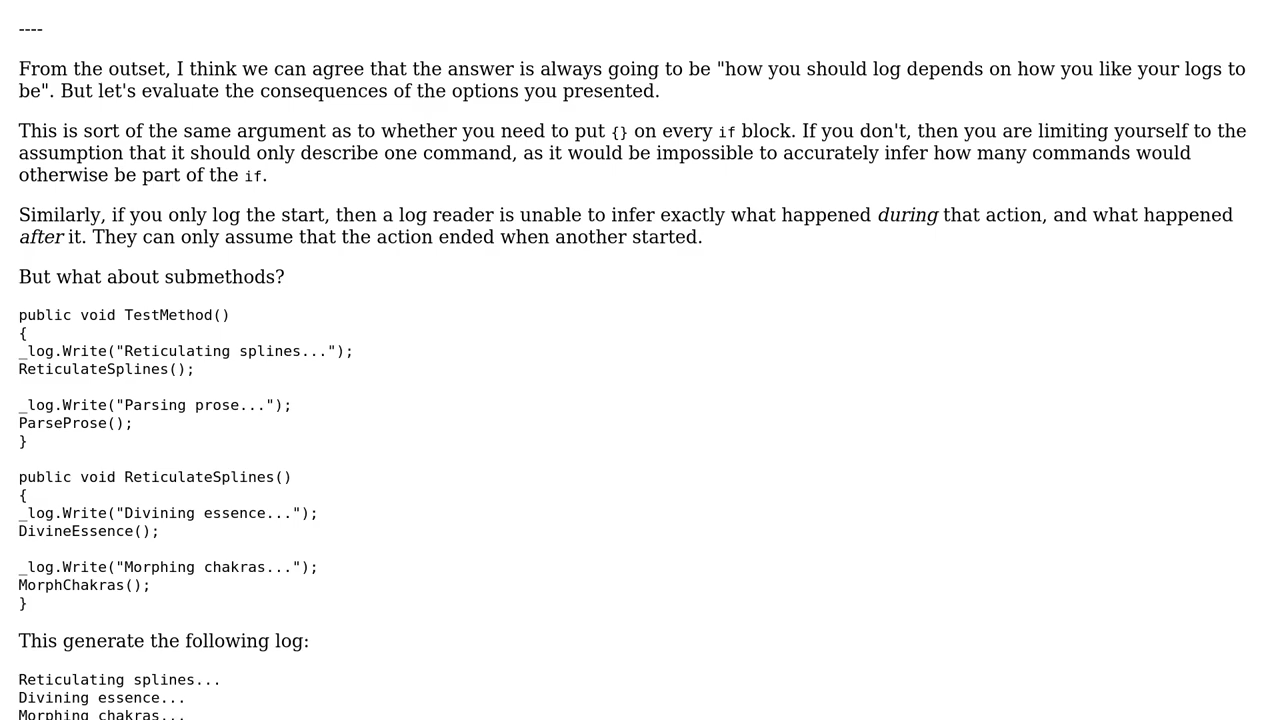 ----
From the outset, I think we can agree that the answer is always going to be "how you should log depends on how you like your logs to
be". But let's evaluate the consequences of the options you presented.
This is sort of the same argument as to whether you need to put {} on every if block. If you don't, then you are limiting yourself to the
assumption that it should only describe one command, as it would be impossible to accurately infer how many commands would
otherwise be part of the if.
Similarly, if you only log the start, then a log reader is unable to infer exactly what happened during that action, and what happened
after it. They can only assume that the action ended when another started.
But what about submethods?
public void TestMethod()
{
_log.Write("Reticulating splines...");
ReticulateSplines();
_log.Write("Parsing prose...");
ParseProse();
}
public void ReticulateSplines()
{
_log.Write("Divining essence...");
DivineEssence();
_log.Write("Morphing chakras...");
MorphChakras();
}
This generate the following log:
Reticulating splines...
Divining essence...
Morphing chakras...